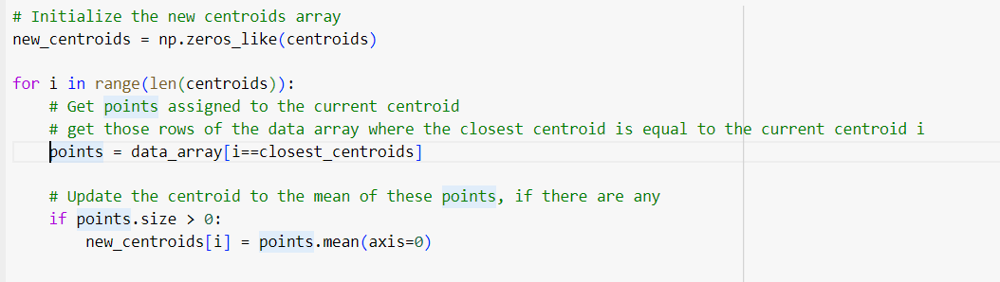 # Initialize the new centroids array
new_centroids = np.zeros_like(centroids)
for i in range(len(centroids)):
# Get points assigned to the current centroid
# get those rows of the data array where the closest centroid is equal to the current centroid i
points = data_array[i==closest_centroids]
# Update the centroid to the mean of these points, if there are any
if points.size > 0:
new_centroids[i] = points.mean(axis=0)